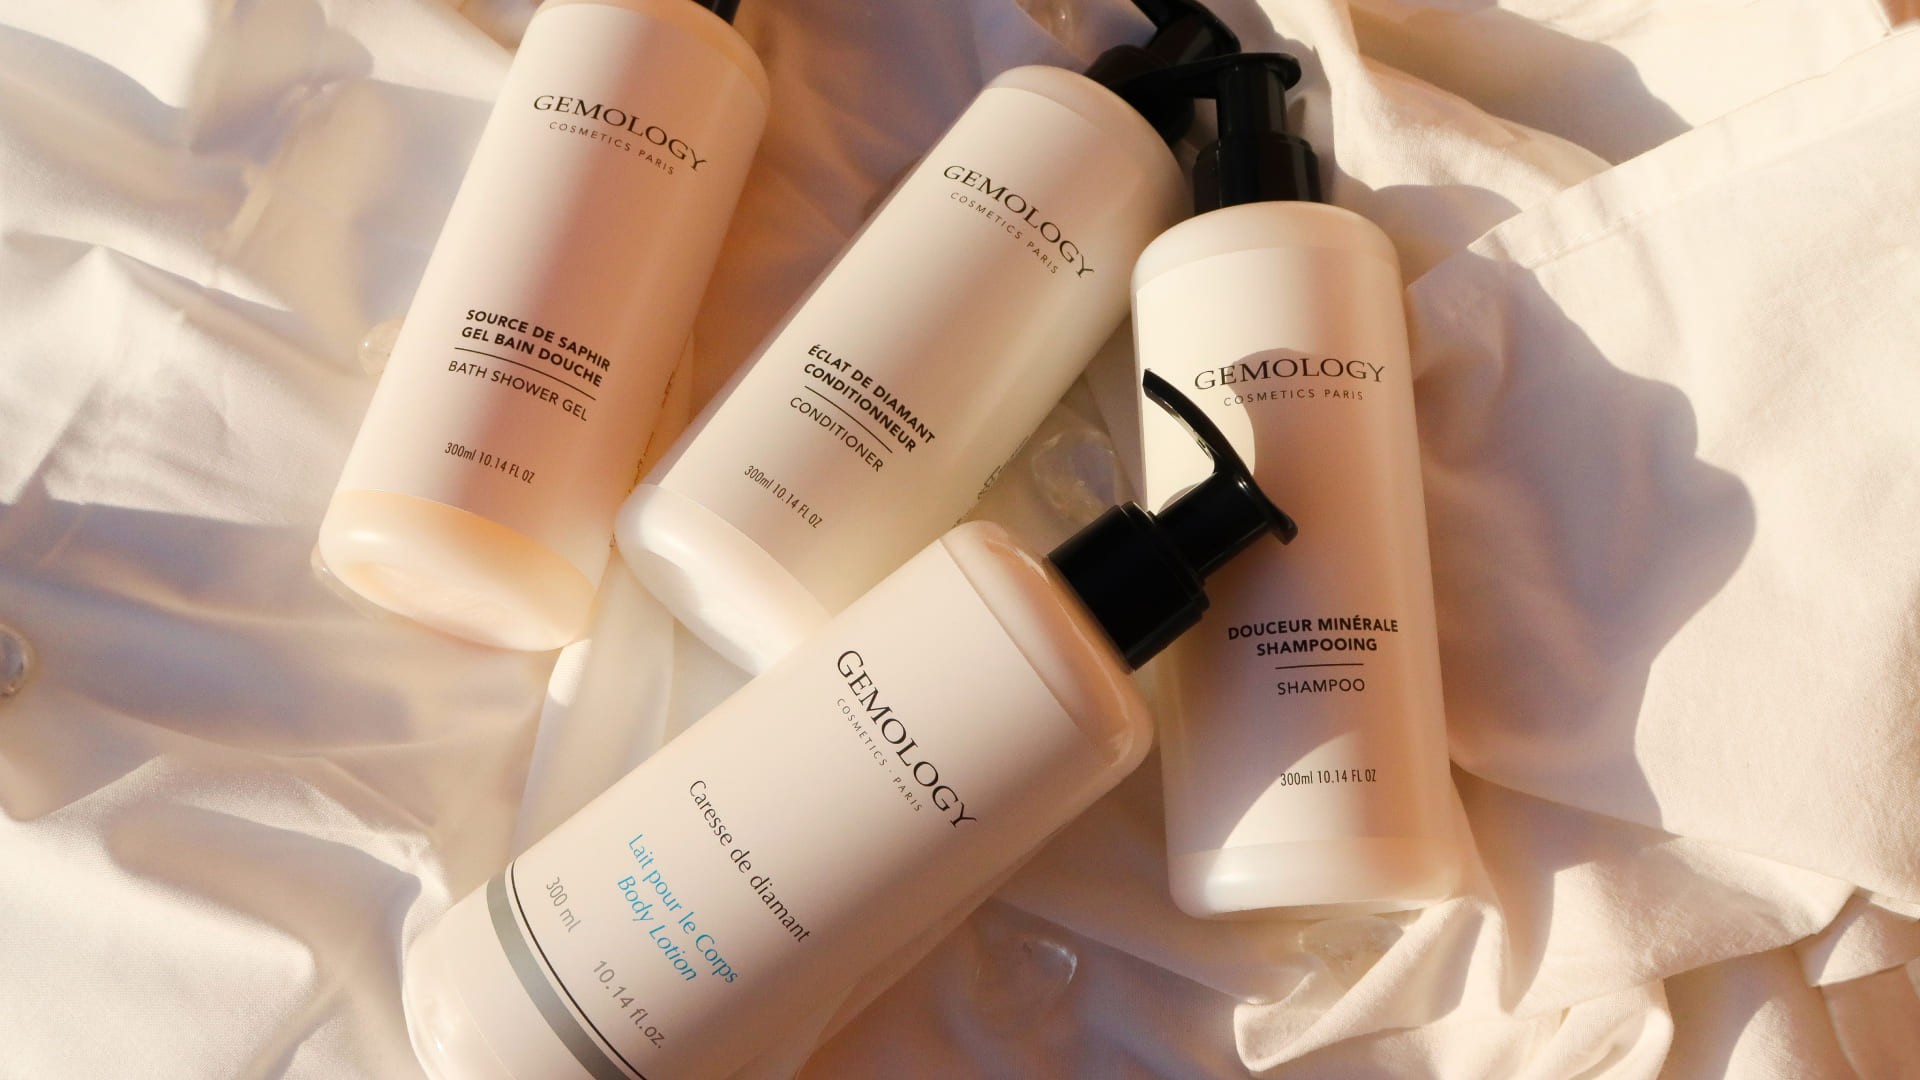 GEMOLOGY
COSMETICS PARIS
SOURCE DE SAPHIR
GEL BAIN DOUCHE
BATH SHOWER GEL
300ml 10.14 FL OZ
GEMOLOGY
COSMETICS PARIS
ÉCLAT DE DIAMANT
CONDITIONNEUR
CONDITIONER
300ml 10.14 FL OZ
GEMOLOGY
COSMETICS PARIS
DOUCEUR MINÉRALE
SHAMPOOING
SHAMPOO
300ml 10.14 FL OZ
GEMOLOGY
COSMETICS · PARIS
Caresse de diamant
Lait pour le Corps
Body Lotion
300 ml 10.14 fl.oz.